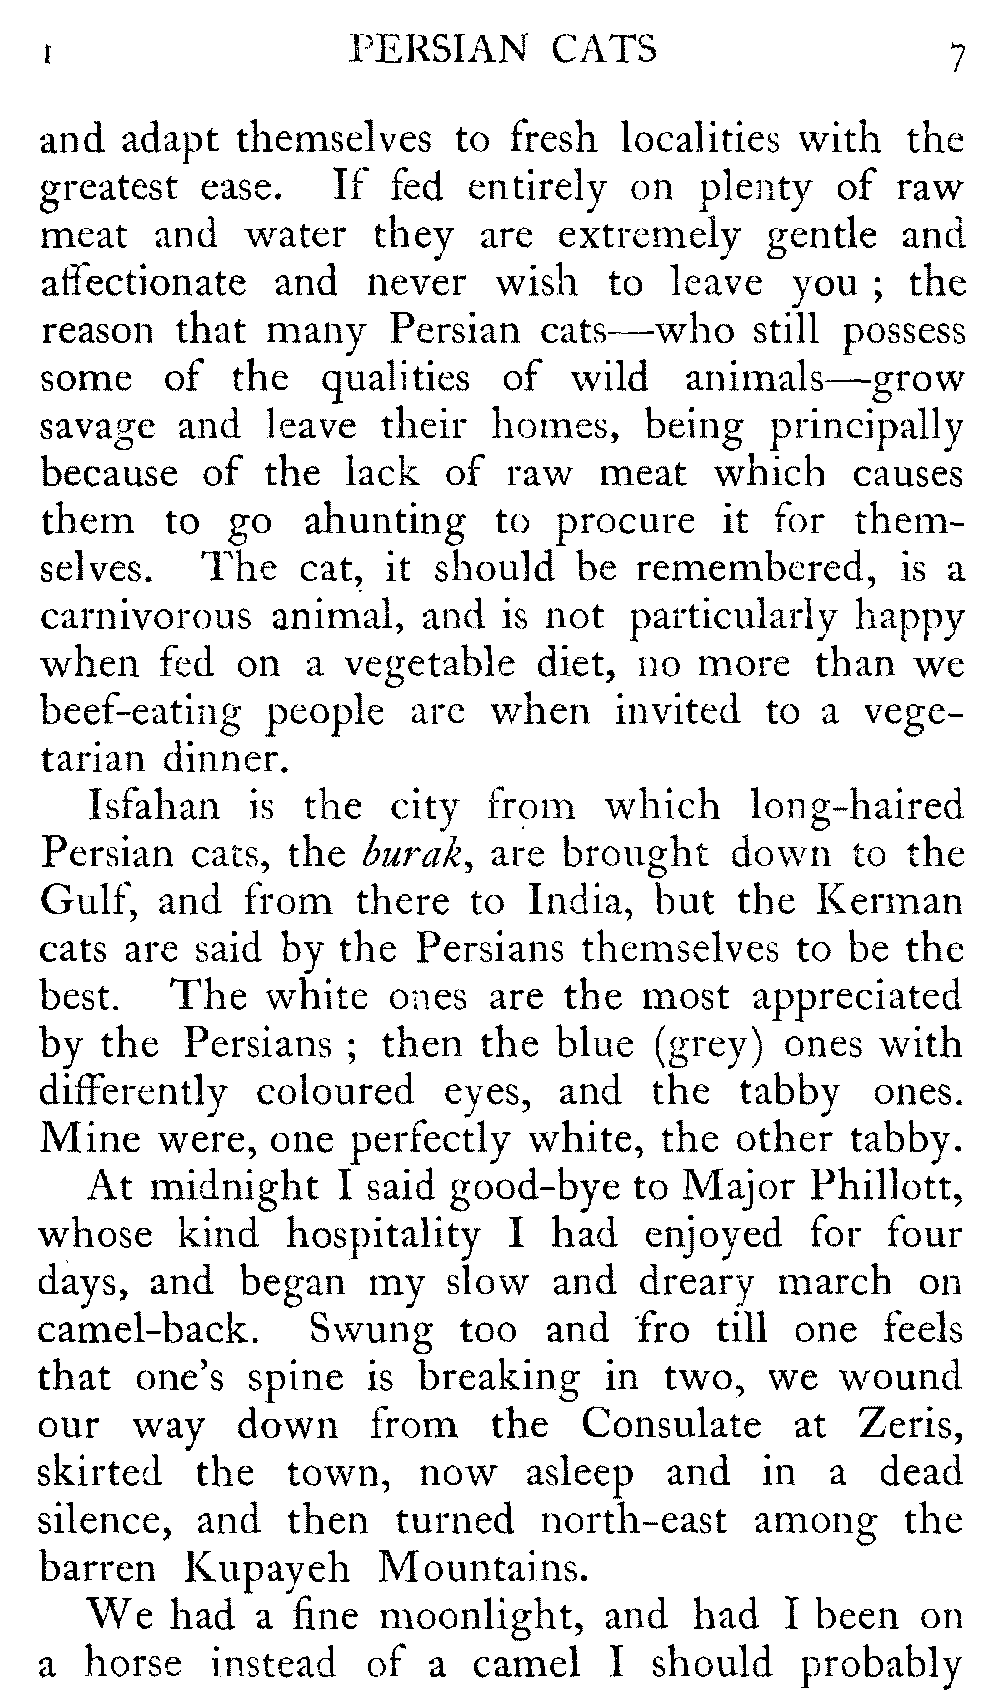 I PERSIAN CATS 7
and adapt themselves to fresh localities with the
greatest ease. If fed entirely on plenty of raw
meat and water they are extremely gentle and
affectionate and never wish to leave you ; the
reason that many Persian cats—who still possess
some of the qualities of wild animals—grow
savage and leave their homes, being principally
because of the lack of raw meat which causes
them to go ahunting to procure it for them-
selves. The cat, it should be remembered, is a
carnivorous animal, and is not particularly happy
when fed on a vegetable diet, no more than we
beef-eating people are when invited to a vege-
tarian dinner.
Isfahan is the city from which long-haired
Persian cats, the burak, are brought down to the
Gulf, and from there to India, but the Kerman
cats are said by the Persians themselves to be the
best. The white ones are the most appreciated
by the Persians ; then the blue (grey) ones with
differently coloured eyes, and the tabby ones.
Mine were, one perfectly white, the other tabby.
At midnight I said good-bye to Major Phillott,
whose kind hospitality I had enjoyed for four
days, and began my slow and dreary march on
camel-back. Swung too and fro till one feels
that one's spine is breaking in two, we wound
our way down from the Consulate at Zeris,
skirted the town, now asleep and in a dead
silence, and then turned north-east among the
barren Kupayeh Mountains.
We had a fine moonlight, and had I been on
a horse instead of a camel I should probably